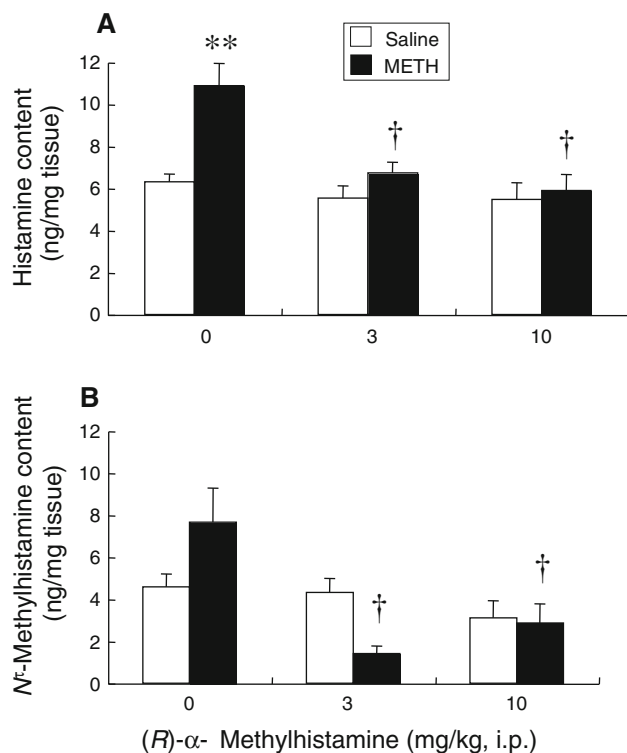 A
Saline
METH
**
†
†
Histamine content
(ng/mg tissue)
12
10
8
6
4
2
0
0
3
10
B
†
†
Nτ-Methylhistamine content
(ng/mg tissue)
12
10
8
6
4
2
0
0
3
10
(R)-α- Methylhistamine (mg/kg, i.p.)